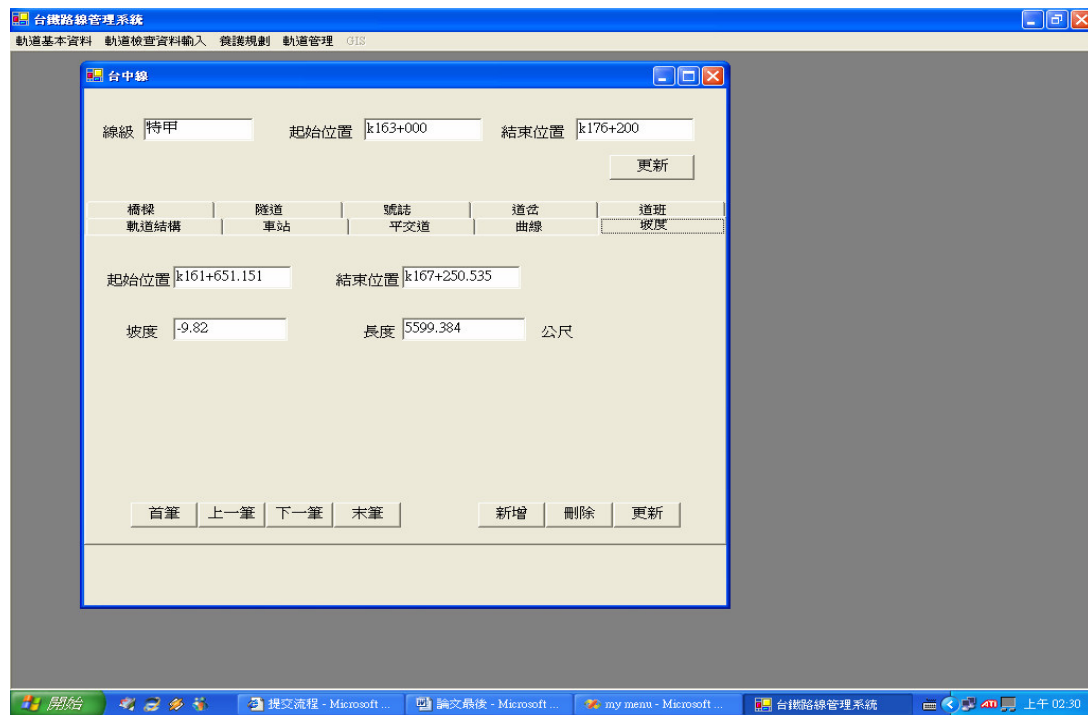 台鐵路線管理系統
軌道基本資料 軌道檢查資料輸入 養護規劃 軌道管理 GIS
台中線
線級 特甲 起始位置 k163+000 結束位置 k176+200
更新
橋樑 隧道 號誌 道岔 道班
軌道結構 車站 平交道 曲線 坡度
起始位置 k161+651.151 結束位置 k167+250.535
坡度 -9.82 長度 5599.384 公尺
首筆 上一筆 下一筆 末筆 新增 刪除 更新
開始 提交流程 - Microsoft ... 論文最後 - Microsoft ... my menu - Microsoft ... 台鐵路線管理系統 ATI 上午 02:30